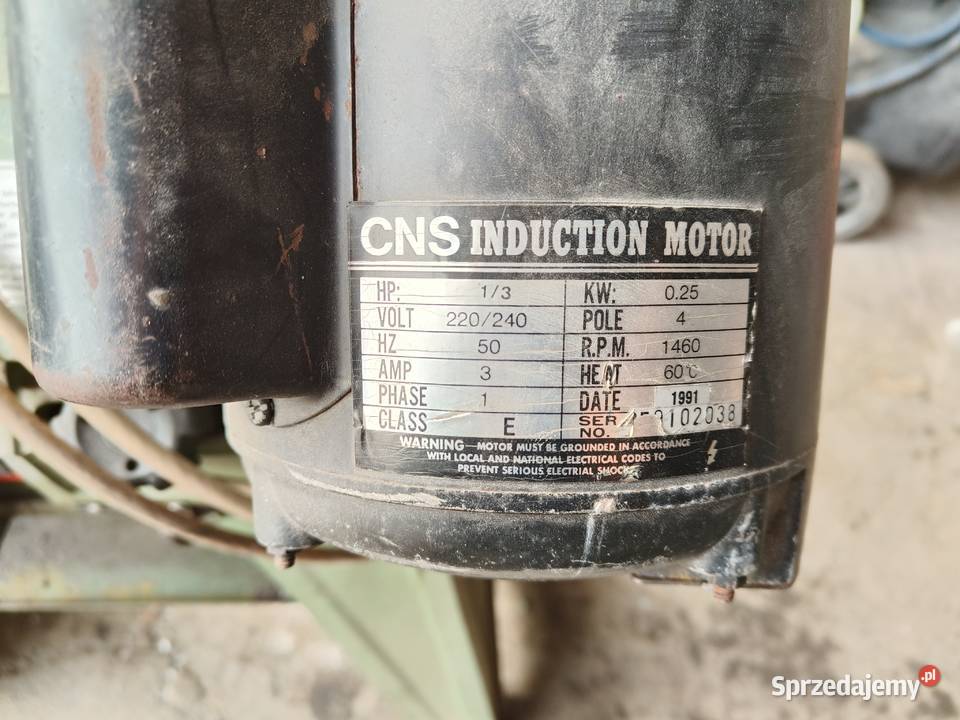 CNS INDUCTION MOTOR
HP: 1/3 KW: 0.25
VOLT 220/240 POLE 4
HZ 50 R.P.M. 1460
AMP 3 HEAT 60°C
PHASE 1 DATE 1991
CLASS E SER NO.
WARNING – MOTOR MUST BE GROUNDED IN ACCORDANCE
WITH LOCAL AND NATIONAL ELECTRICAL CODES TO
PREVENT SERIOUS ELECTRIAL SHOCK
Sprzedajemy.pl